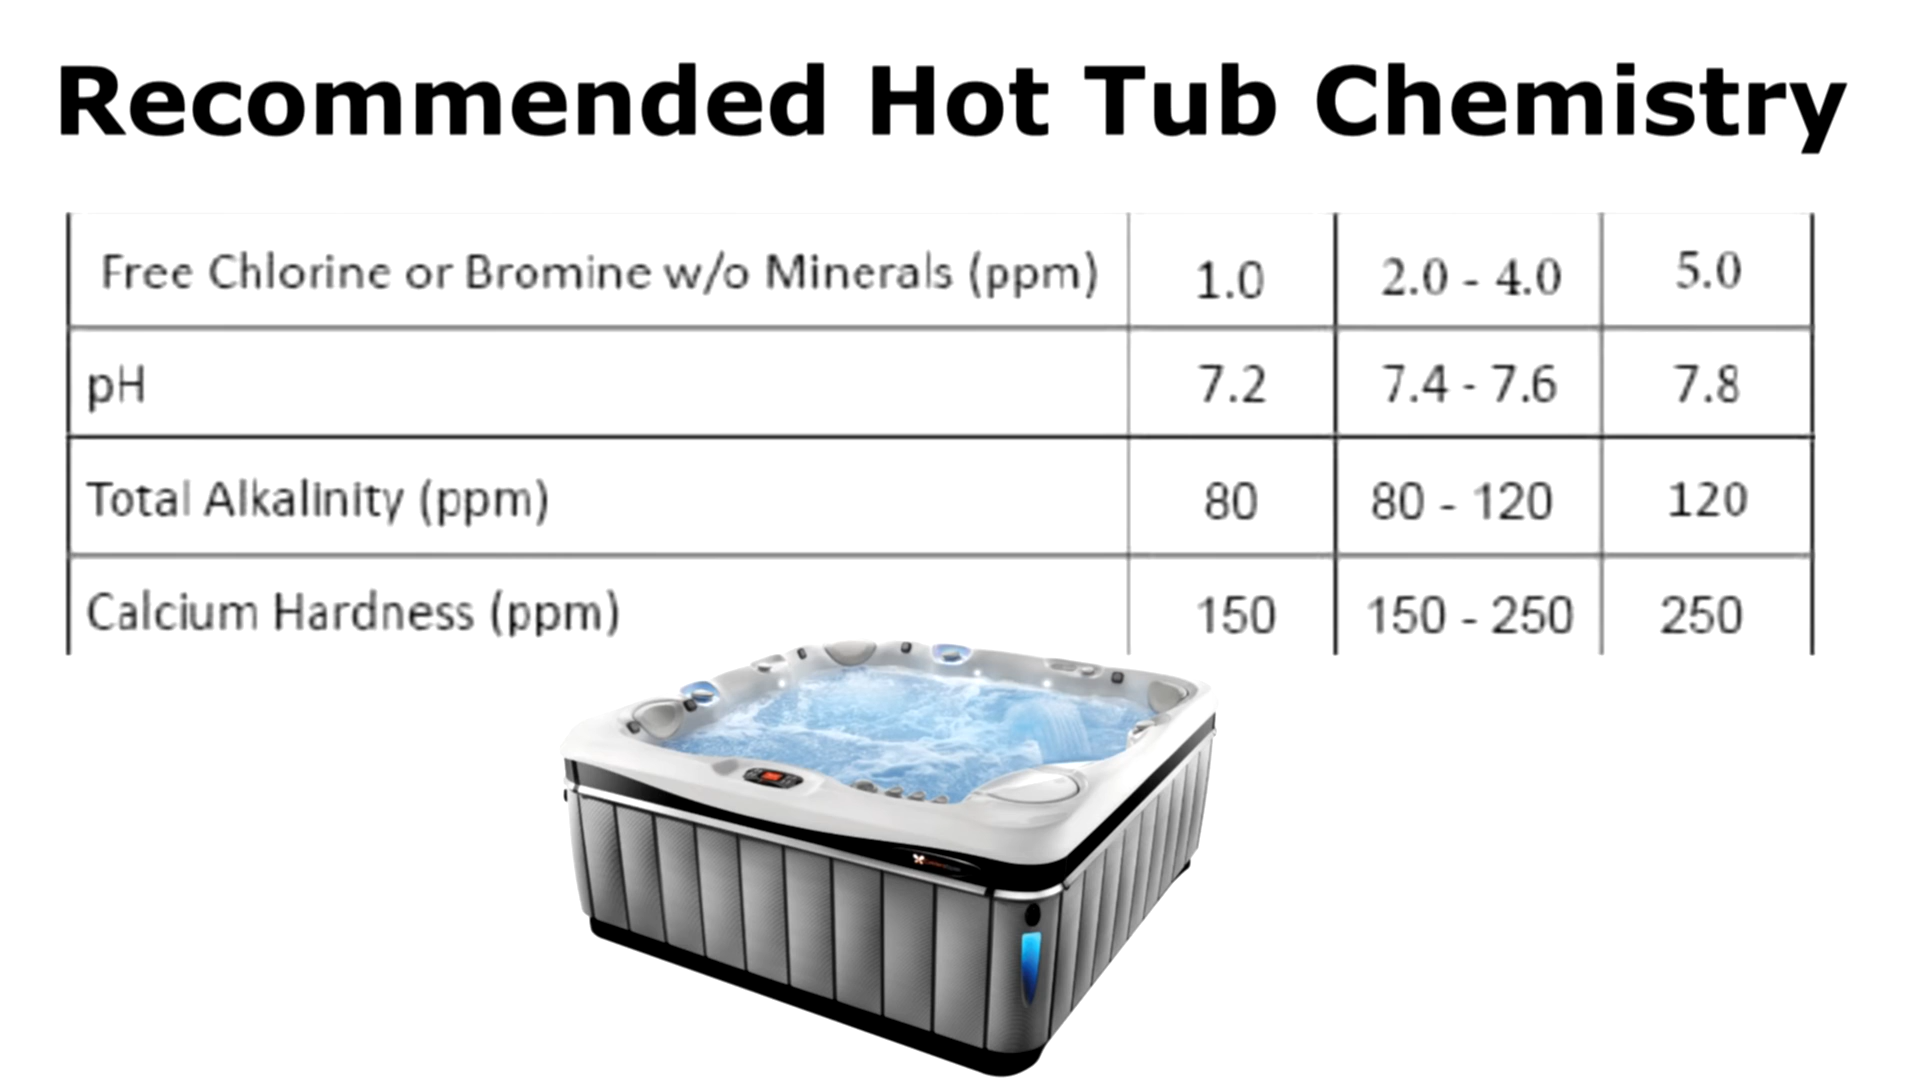 Recommended Hot Tub Chemistry
Free Chlorine or Bromine w/o Minerals (ppm) 1.0 2.0 - 4.0 5.0
pH 7.2 7.4 - 7.6 7.8
Total Alkalinity (ppm) 80 80 - 120 120
Calcium Hardness (ppm) 150 150 - 250 250